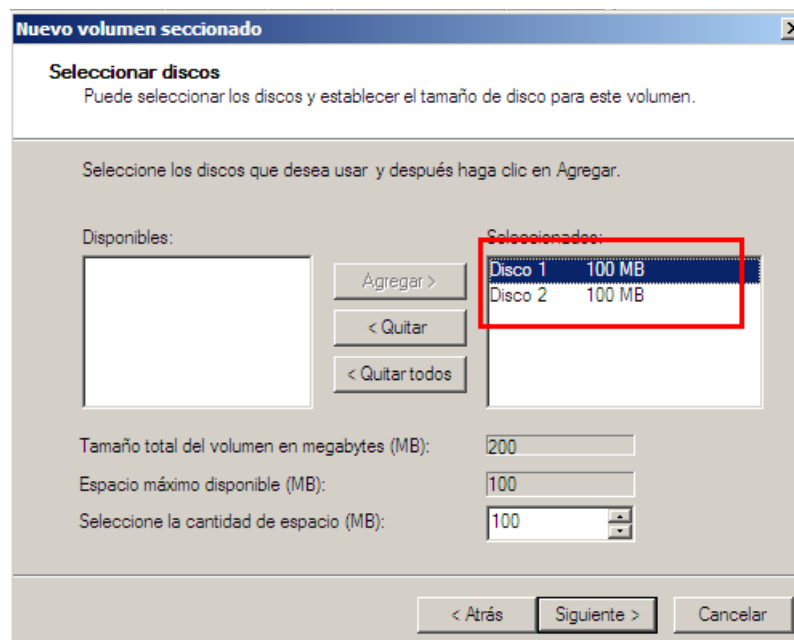 Nuevo volumen seccionado
Seleccionar discos
Puede seleccionar los discos y establecer el tamaño de disco para este volumen.
Seleccione los discos que desea usar y después haga clic en Agregar.
Disponibles:
Seleccionados:
Disco 1 100 MB
Disco 2 100 MB
Agregar >
< Quitar
< Quitar todos
Tamaño total del volumen en megabytes (MB): 200
Espacio máximo disponible (MB): 100
Seleccione la cantidad de espacio (MB): 100
< Atrás Siguiente > Cancelar